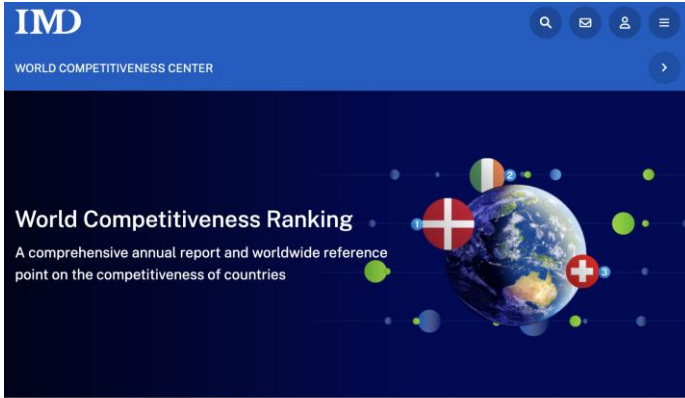 IMD
WORLD COMPETITIVENESS CENTER
2
1
World Competitiveness Ranking
A comprehensive annual report and worldwide reference
point on the competitiveness of countries
3